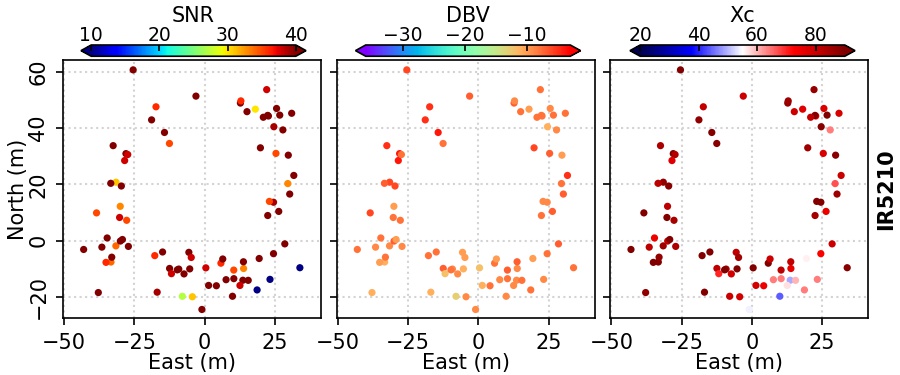 SNR DBV Xc
10 20 30 40 −30 −20 −10 20 40 60 80
60
40
20
0
−20
North (m)
IR5210
−50 −25 0 25 −50 −25 0 25 −50 −25 0 25
East (m) East (m) East (m)